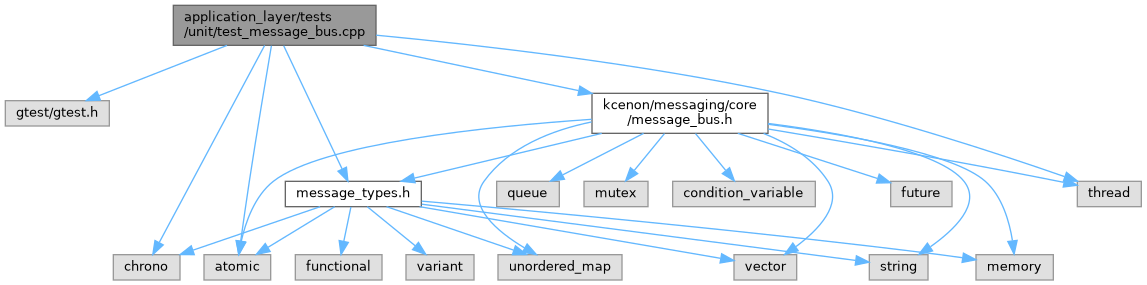 application_layer/tests
/unit/test_message_bus.cpp
gtest/gtest.h
kcenon/messaging/core
/message_bus.h
message_types.h
queue
mutex
condition_variable
future
thread
chrono
atomic
functional
variant
unordered_map
vector
string
memory